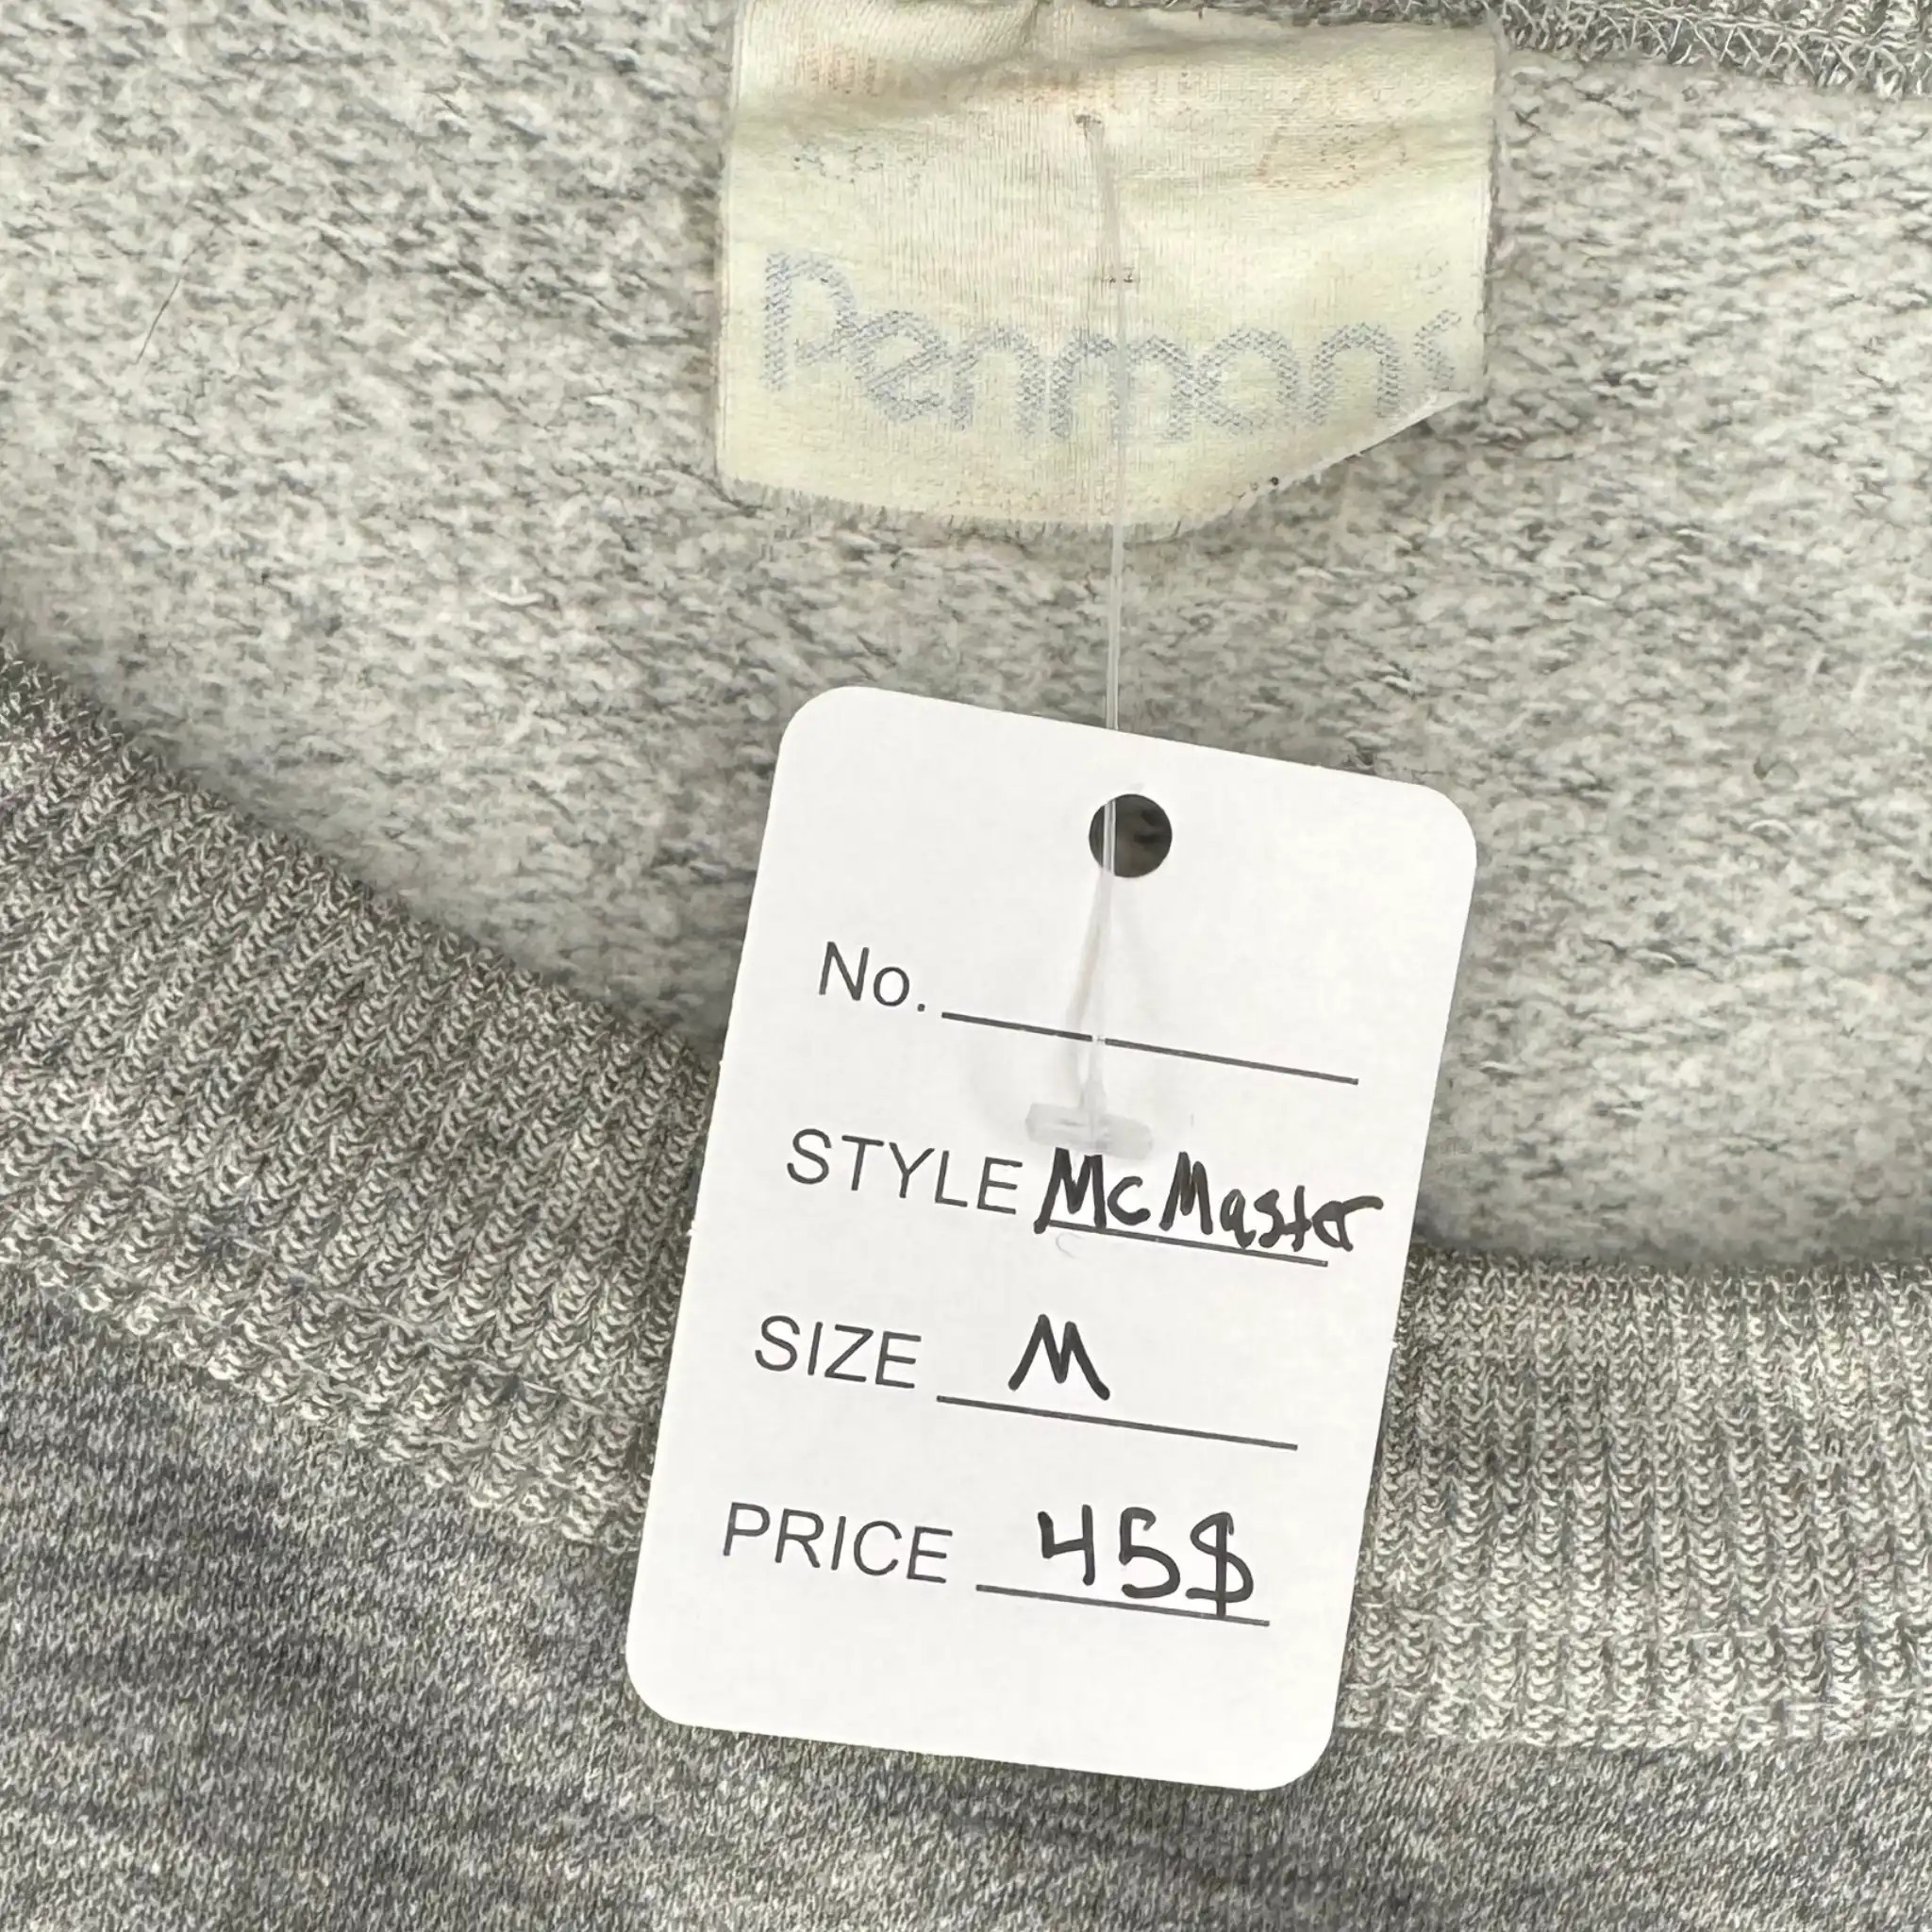 Penmans
No.
STYLE McMaster
SIZE M
PRICE 45$